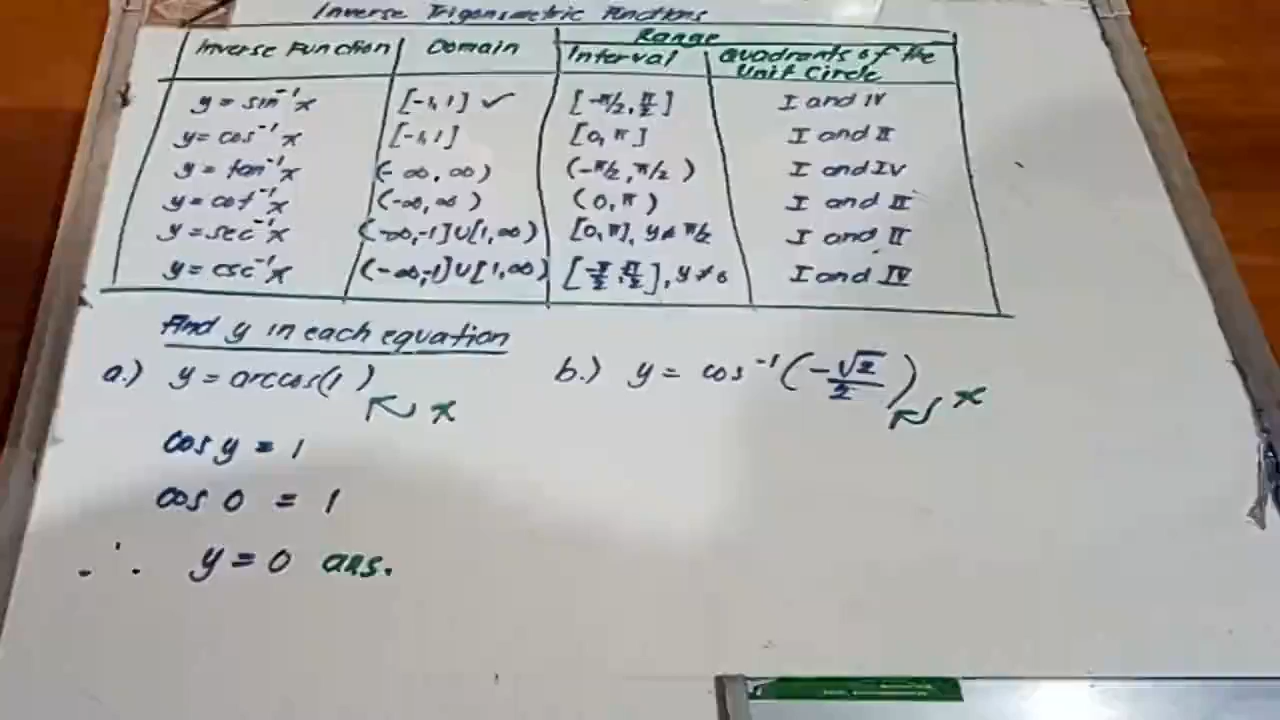 Inverse Trigonometric Functions
Inverse Function Domain Range
Interval Quadrants of the Unit Circle
y = sin⁻¹x [-1, 1] ✓ [-π/2, π/2] I and IV
y = cos⁻¹x [-1, 1] [0, π] I and II
y = tan⁻¹x (-∞, ∞) (-π/2, π/2) I and IV
y = cot⁻¹x (-∞, ∞) (0, π) I and II
y = sec⁻¹x (-∞, -1]∪[1, ∞) [0, π], y ≠ π/2 I and II
y = csc⁻¹x (-∞, -1]∪[1, ∞) [-π/2, π/2], y ≠ 0 I and IV
Find y in each equation
a.) y = arccos(1) x
cos y = 1
cos 0 = 1
∴ y = 0 ans.
b.) y = cos⁻¹(-√2/2) x